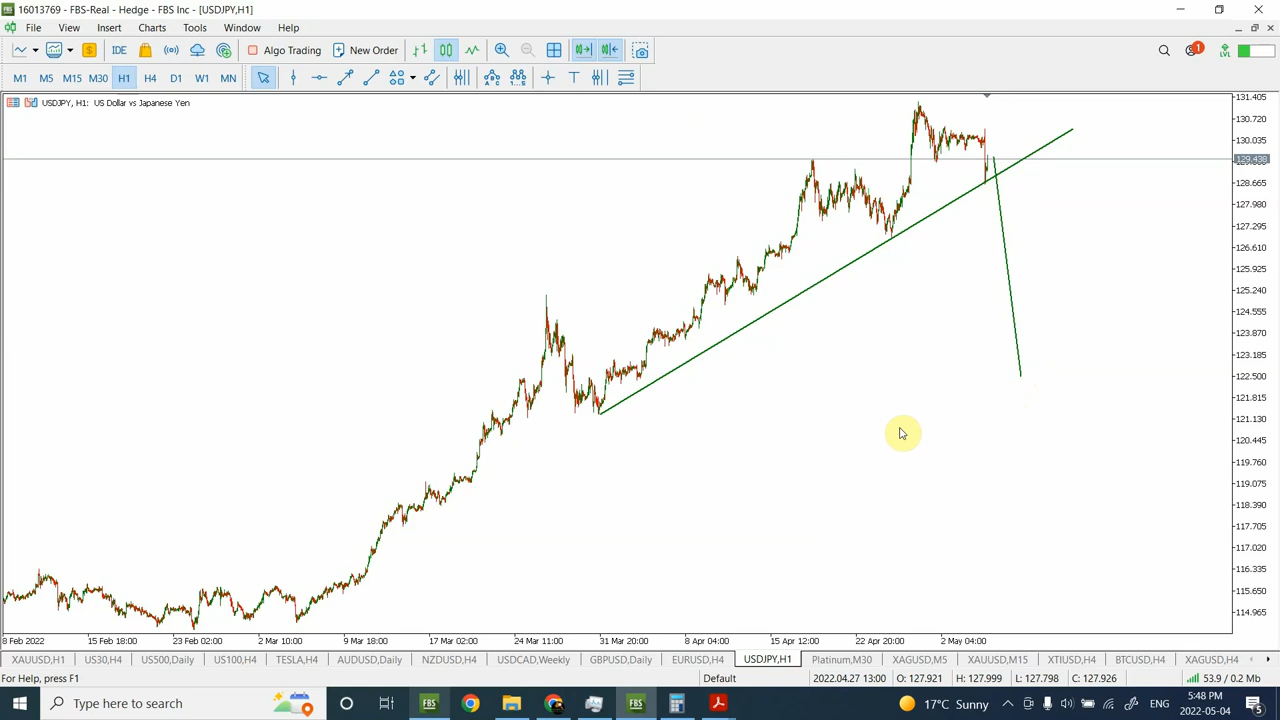 16013769 - FBS-Real - Hedge - FBS Inc - [USDJPY,H1]
File View Insert Charts Tools Window Help
IDE Algo Trading New Order 1 LVL
M1 M5 M15 M30 H1 H4 D1 W1 MN
USDJPY, H1: US Dollar vs Japanese Yen
131.405
130.720
130.035
129.438
128.665
127.980
127.295
126.610
125.925
125.240
124.555
123.870
123.185
122.500
121.815
121.130
120.445
119.760
119.075
118.390
117.705
117.020
116.335
115.650
114.965
8 Feb 2022 15 Feb 18:00 23 Feb 02:00 2 Mar 10:00 9 Mar 18:00 17 Mar 02:00 24 Mar 11:00 31 Mar 20:00 8 Apr 04:00 15 Apr 12:00 22 Apr 20:00 2 May 04:00
XAUUSD,H1 US30,H4 US500,Daily US100,H4 TESLA,H4 AUDUSD,Daily NZDUSD,H4 USDCAD,Weekly GBPUSD,Daily EURUSD,H4 USDJPY,H1 Platinum,M30 XAGUSD,M5 XAUUSD,M15 XTIUSD,H4 BTCUSD,H4 XAGUSD,H4
For Help, press F1 Default 2022.04.27 13:00 O: 127.921 H: 127.999 L: 127.798 C: 127.926 53.9 / 0.2 Mb
Type here to search FBS FBS 17°C Sunny ENG 5:48 PM 5
2022-05-04